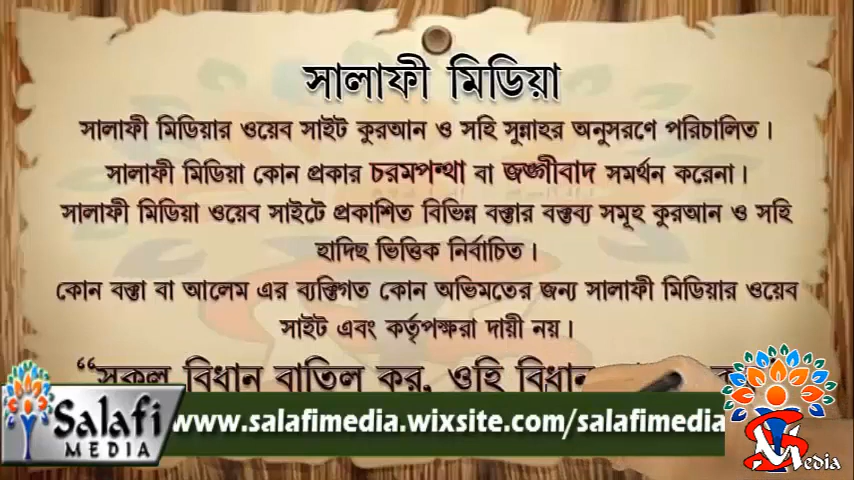 সালাফী মিডিয়া
সালাফী মিডিয়ার ওয়েব সাইট কুরআন ও সহি সুন্নাহর অনুসরণে পরিচালিত।
সালাফী মিডিয়া কোন প্রকার চরমপন্থা বা জঙ্গীবাদ সমর্থন করেনা।
সালাফী মিডিয়া ওয়েব সাইটে প্রকাশিত বিভিন্ন বক্তার বক্তব্য সমূহ কুরআন ও সহি
হাদিছ ভিত্তিক নির্বাচিত।
কোন বক্তা বা আলেম এর ব্যক্তিগত কোন অভিমতের জন্য সালাফী মিডিয়ার ওয়েব
সাইট এবং কর্তৃপক্ষরা দায়ী নয়।
“সকল বিধান বাতিল কর, ওহি বিধান
Salafi
MEDIA
www.salafimedia.wixsite.com/salafimedia
Media